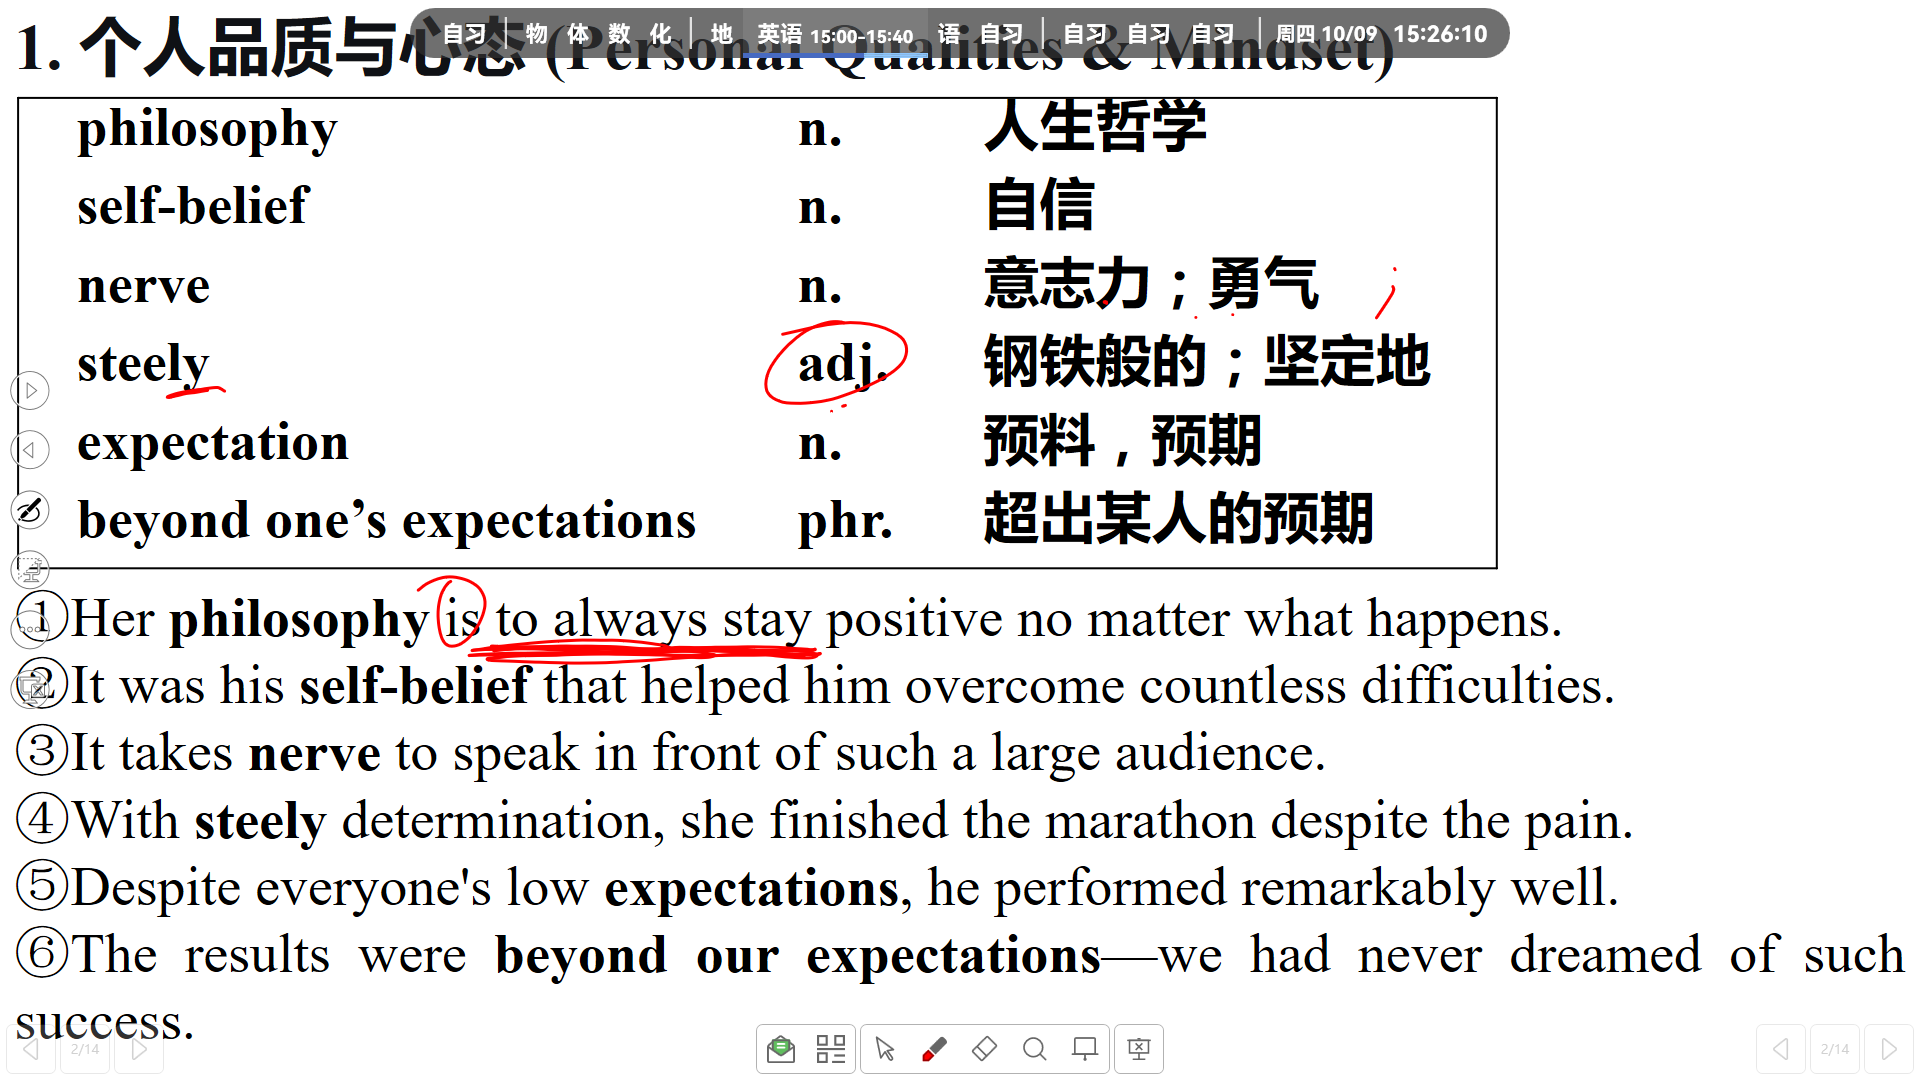 自习 物 体 数 化 地 英语 15:00-15:40 语 自习 自习 自习 自习 周四 10/09 15:26:10
1. 个人品质与心态 (Personal Qualities & Mindset)
philosophy n. 人生哲学
self-belief n. 自信
nerve n. 意志力；勇气
steely adj. 钢铁般的；坚定地
expectation n. 预料，预期
beyond one’s expectations phr. 超出某人的预期
①Her philosophy is to always stay positive no matter what happens.
②It was his self-belief that helped him overcome countless difficulties.
③It takes nerve to speak in front of such a large audience.
④With steely determination, she finished the marathon despite the pain.
⑤Despite everyone's low expectations, he performed remarkably well.
⑥The results were beyond our expectations—we had never dreamed of such
success.
2/14 2/14